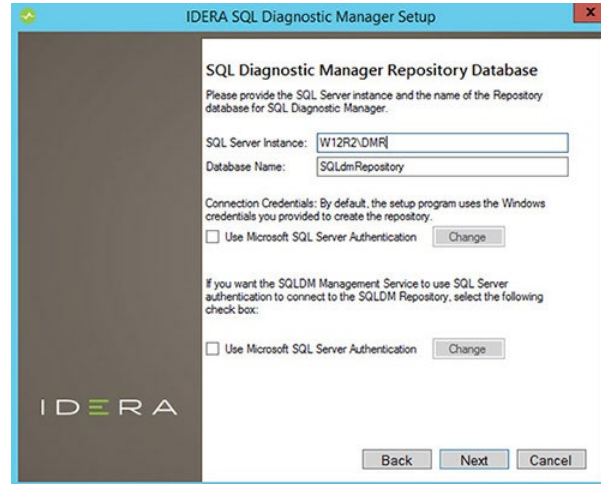 IDERA SQL Diagnostic Manager Setup
x
SQL Diagnostic Manager Repository Database
Please provide the SQL Server instance and the name of the Repository
database for SQL Diagnostic Manager.
SQL Server Instance: W12R2\DMR
Database Name: SQLdmRepository
Connection Credentials: By default, the setup program uses the Windows
credentials you provided to create the repository.
Use Microsoft SQL Server Authentication Change
If you want the SQLDM Management Service to use SQL Server
authentication to connect to the SQLDM Repository, select the following
check box:
Use Microsoft SQL Server Authentication Change
IDERA
Back Next Cancel